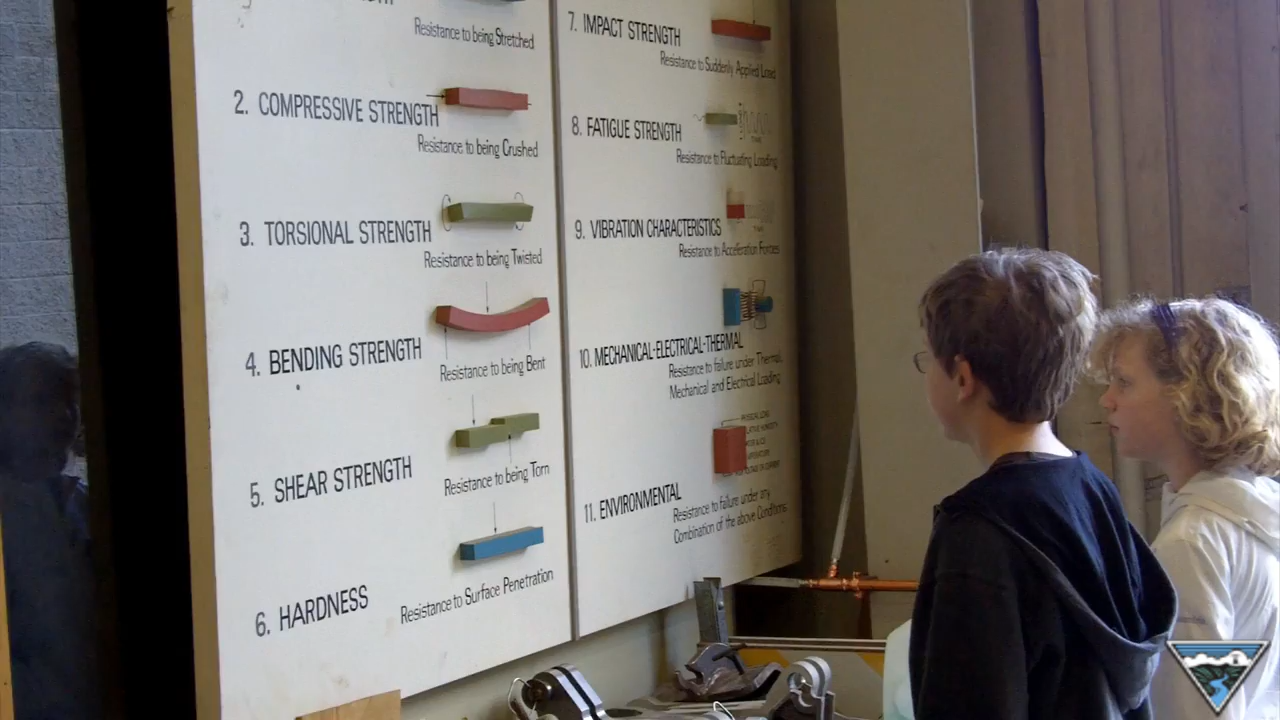 Resistance to being Stretched
2. COMPRESSIVE STRENGTH
Resistance to being Crushed
3. TORSIONAL STRENGTH
Resistance to being Twisted
4. BENDING STRENGTH
Resistance to being Bent
5. SHEAR STRENGTH
Resistance to being Torn
6. HARDNESS
Resistance to Surface Penetration
7. IMPACT STRENGTH
Resistance to Suddenly Applied Load
8. FATIGUE STRENGTH
Resistance to Fluctuating Loading
9. VIBRATION CHARACTERISTICS
Resistance to Acceleration Forces
10. MECHANICAL-ELECTRICAL-THERMAL
Resistance to failure under Thermal,
Mechanical and Electrical Loading
11. ENVIRONMENTAL
Resistance to failure under any
Combination of the above Conditions